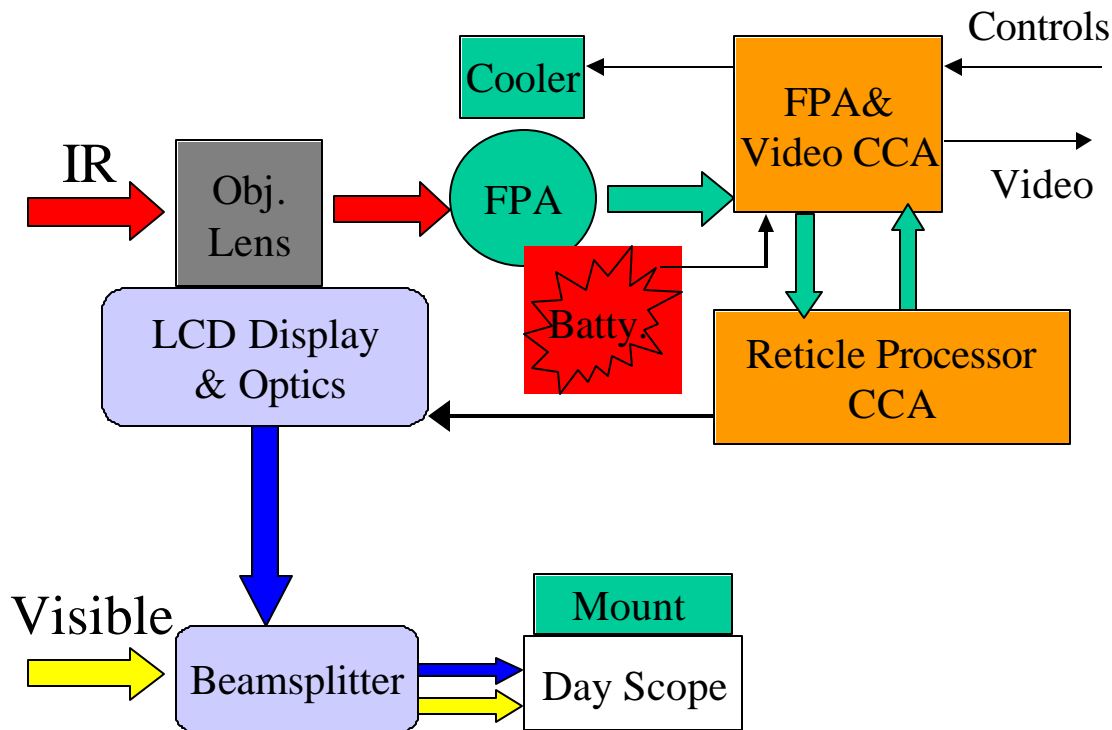 Controls
Cooler
FPA&
Video CCA
Video
IR
Obj.
Lens
FPA
Batty.
LCD Display
& Optics
Reticle Processor
CCA
Visible
Beamsplitter
Mount
Day Scope